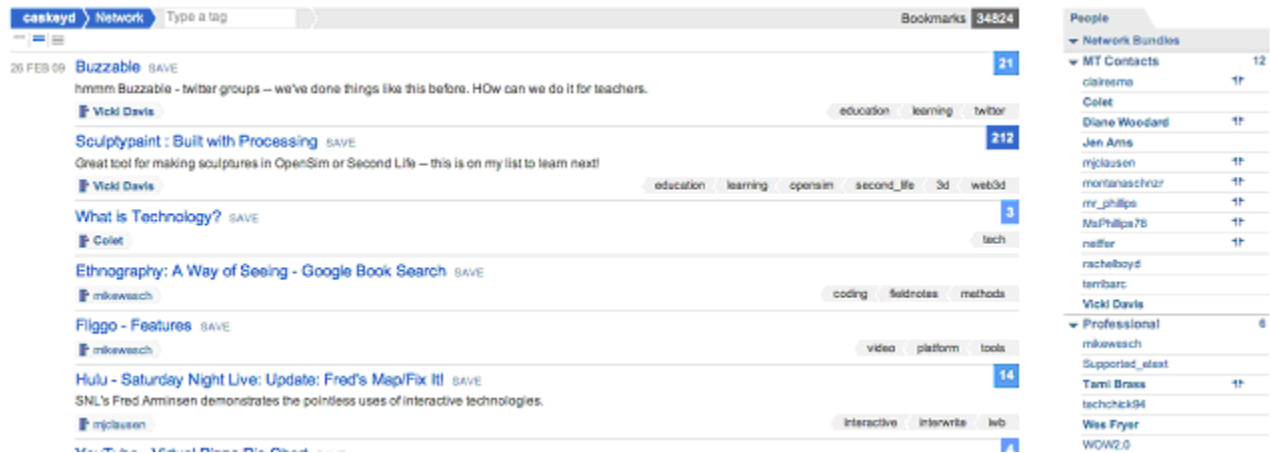 caskeyd Network Type a tag Bookmarks 34824
26 FEB 09 Buzzable SAVE 21
hmmm Buzzable - twitter groups -- we've done things like this before. HOw can we do it for teachers.
Vicki Davis education learning twitter
Sculptypaint : Built with Processing SAVE 212
Great tool for making sculptures in OpenSim or Second Life -- this is on my list to learn next!
Vicki Davis education learning opensim second_life 3d web3d
What is Technology? SAVE 3
Colet tech
Ethnography: A Way of Seeing - Google Book Search SAVE
mikewesch coding fieldnotes methods
Fliggo - Features SAVE
mikewesch video platform tools
Hulu - Saturday Night Live: Update: Fred's Map/Fix It! SAVE 14
SNL's Fred Arminsen demonstrates the pointless uses of interactive technologies.
mjclausen interactive interwrite iwb
People
Network Bundles
MT Contacts 12
clairesma
Colet
Diane Woodard
Jen Arns
mjclausen
montanaschnzr
mr_phillips
MsPhillips76
neffer
rachelboyd
terribarc
Vicki Davis
Professional 6
mikewesch
Supported_etext
Tami Brass
techchick94
Wes Fryer
WOW2.0